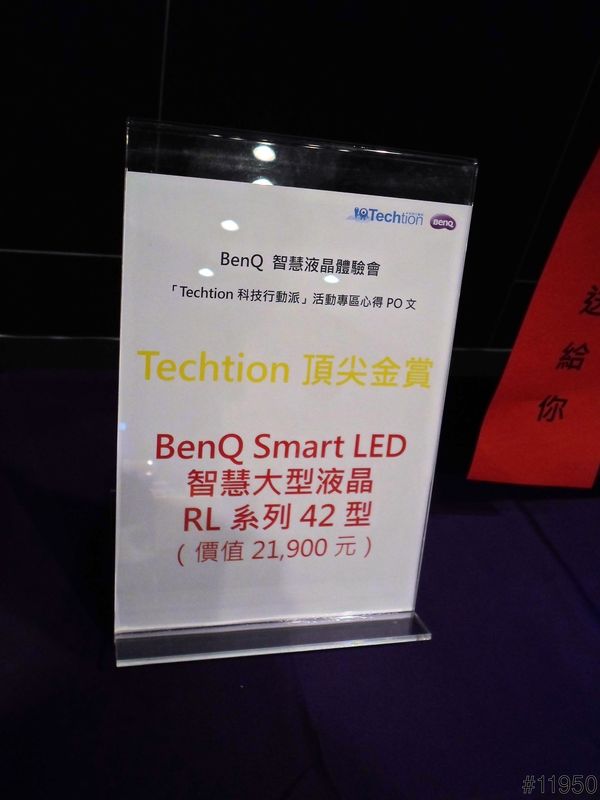 Techtion BenQ
BenQ 智慧液晶體驗會
「Techtion 科技行動派」活動專區心得 PO 文
Techtion 頂尖金賞
BenQ Smart LED
智慧大型液晶
RL 系列 42 型
( 價值 21,900 元 )
送
給
你
#11950